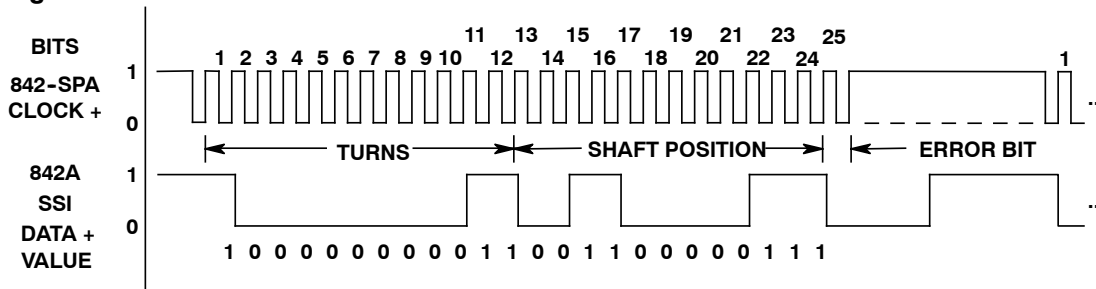 11 13 15 17 19 21 23 25
BITS 1 2 3 4 5 6 7 8 9 10 12 14 16 18 20 22 24 1
842-SPA 1
CLOCK +
0
TURNS SHAFT POSITION ERROR BIT
842A 1
SSI
0
DATA +
VALUE 1 0 0 0 0 0 0 0 0 0 1 1 0 0 1 1 0 0 0 0 0 1 1 1